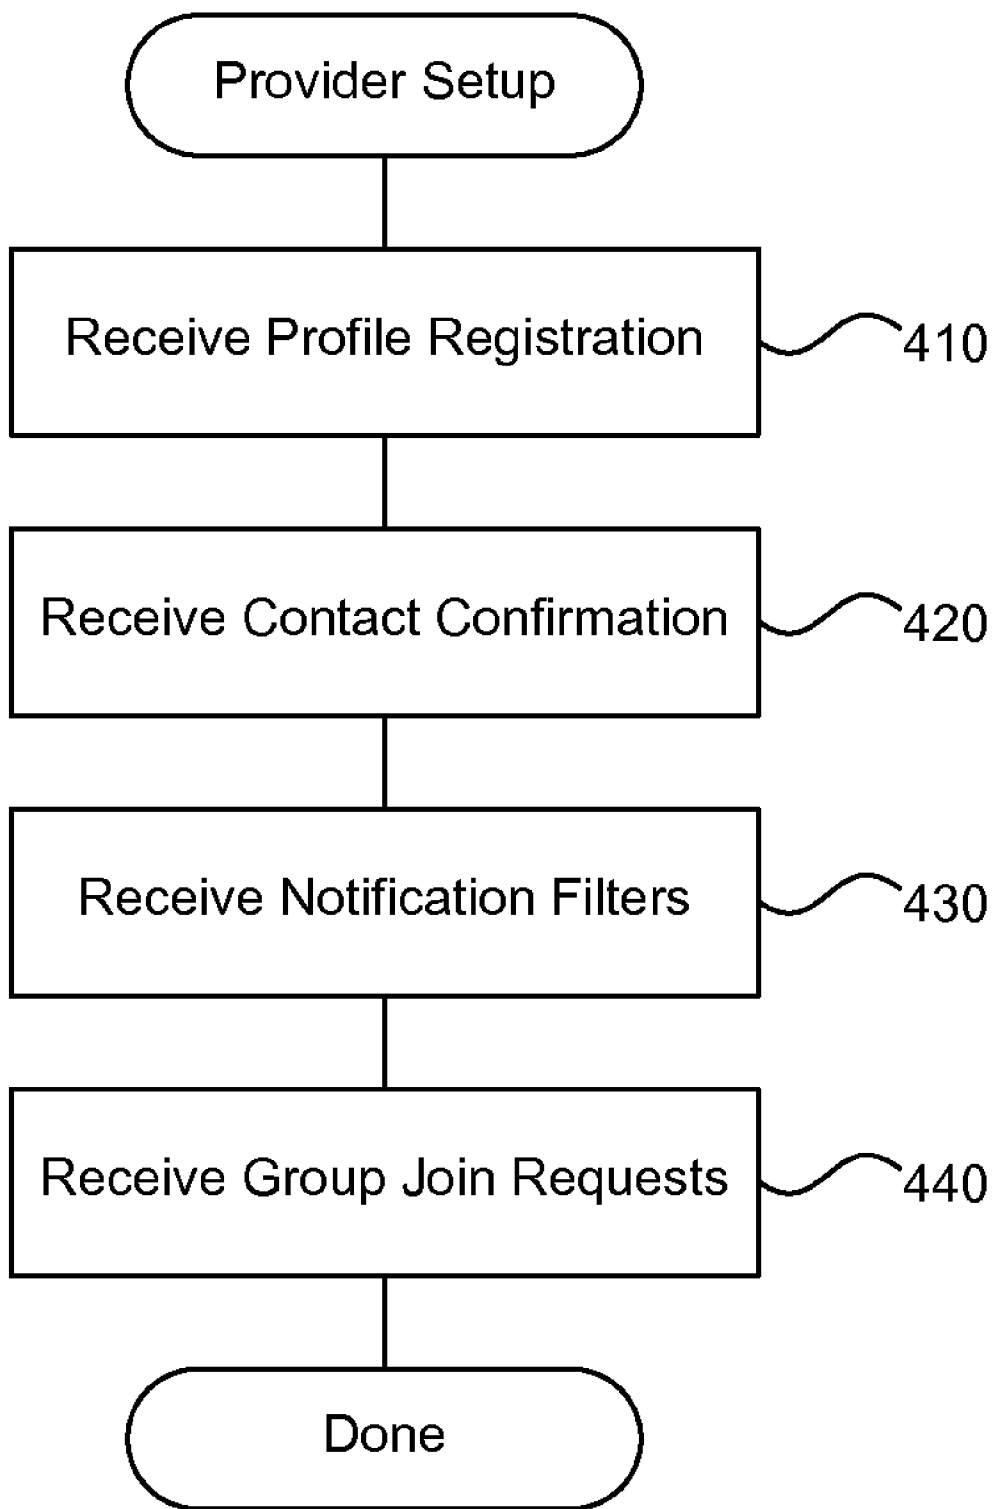 Provider Setup
Receive Profile Registration
410
Receive Contact Confirmation
420
Receive Notification Filters
430
Receive Group Join Requests
440
Done